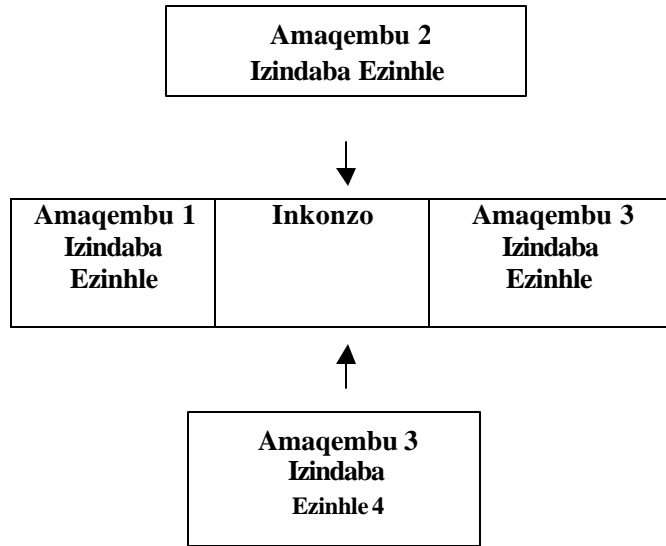 Amaqembu 2
Izindaba Ezinhle
Amaqembu 1
Izindaba
Ezinhle
Inkonzo
Amaqembu 3
Izindaba
Ezinhle
Amaqembu 3
Izindaba
Ezinhle 4